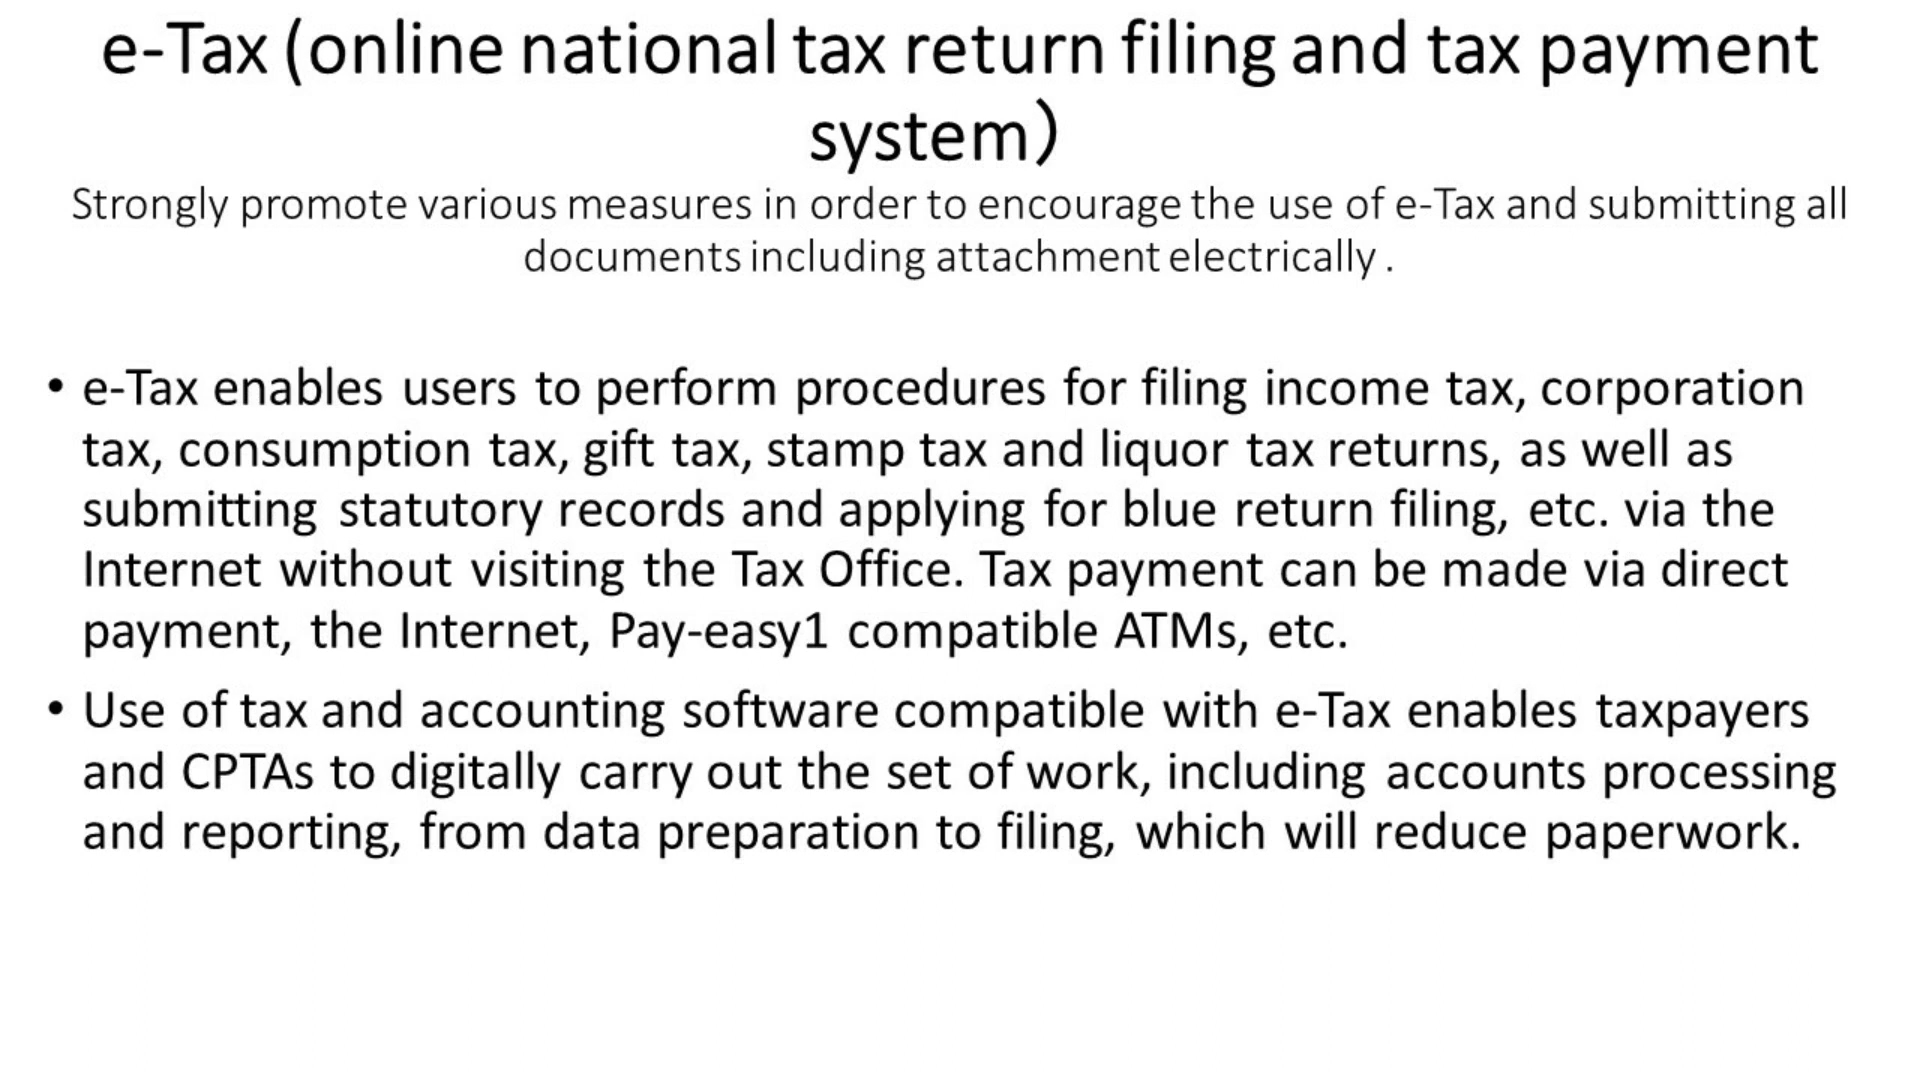 e-Tax (online national tax return filing and tax payment
system）
Strongly promote various measures in order to encourage the use of e-Tax and submitting all
documents including attachment electrically .
• e-Tax enables users to perform procedures for filing income tax, corporation
tax, consumption tax, gift tax, stamp tax and liquor tax returns, as well as
submitting statutory records and applying for blue return filing, etc. via the
Internet without visiting the Tax Office. Tax payment can be made via direct
payment, the Internet, Pay-easy1 compatible ATMs, etc.
• Use of tax and accounting software compatible with e-Tax enables taxpayers
and CPTAs to digitally carry out the set of work, including accounts processing
and reporting, from data preparation to filing, which will reduce paperwork.